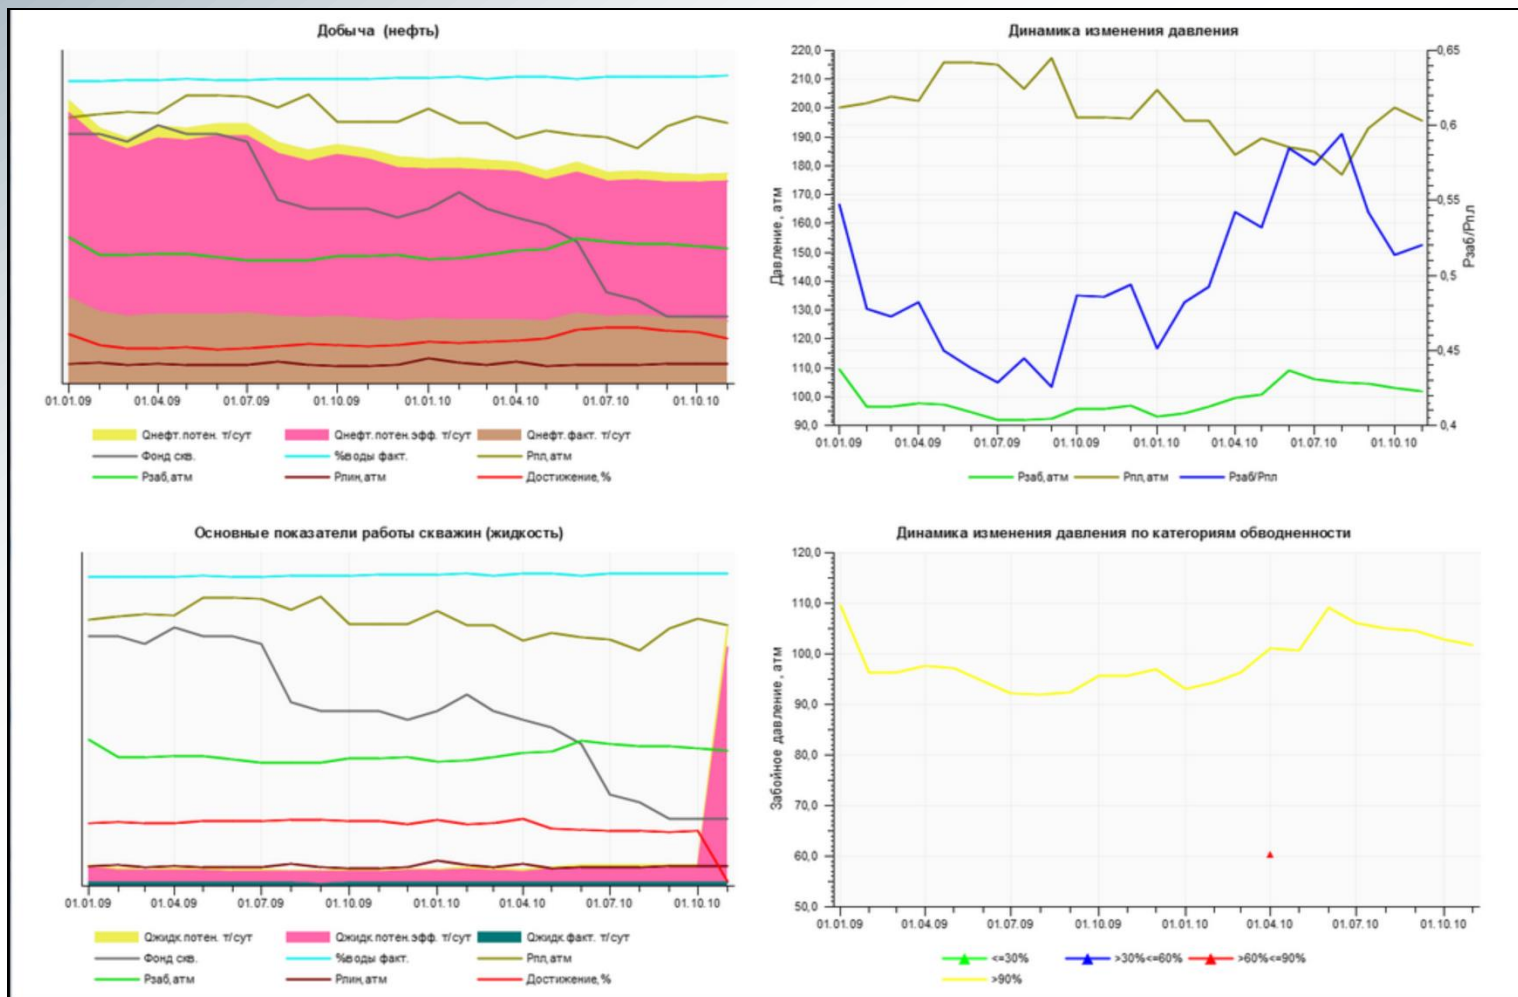 Добыча (нефть)
01.01.09 01.04.09 01.07.09 01.10.09 01.01.10 01.04.10 01.07.10 01.10.10
Qнефт.потен. т/сут Qнефт.потен.эфф. т/сут Qнефт.факт. т/сут
Фонд скв. %воды факт. Рпл,атм
Рзаб,атм Рлин,атм Достижение,%
Динамика изменения давления
220,0 0,65
210,0
200,0
190,0 0,6
180,0
170,0
160,0 0,55
150,0
140,0
130,0 0,5
120,0
110,0 0,45
100,0
90,0 0,4
Давление, атм
Рзаб/Рпл
01.01.09 01.04.09 01.07.09 01.10.09 01.01.10 01.04.10 01.07.10 01.10.10
Рзаб,атм Рпл,атм Рзаб/Рпл
Основные показатели работы скважин (жидкость)
01.01.09 01.04.09 01.07.09 01.10.09 01.01.10 01.04.10 01.07.10 01.10.10
Qжидк.потен. т/сут Qжидк.потен.эфф. т/сут Qжидк.факт. т/сут
Фонд скв. %воды факт. Рпл,атм
Рзаб,атм Рлин,атм Достижение,%
Динамика изменения давления по категориям обводненности
120,0
110,0
100,0
90,0
80,0
70,0
60,0
50,0
Забойное давление, атм
01.01.09 01.04.09 01.07.09 01.10.09 01.01.10 01.04.10 01.07.10 01.10.10
<=30% >30%<=60% >60%<=90%
>90%